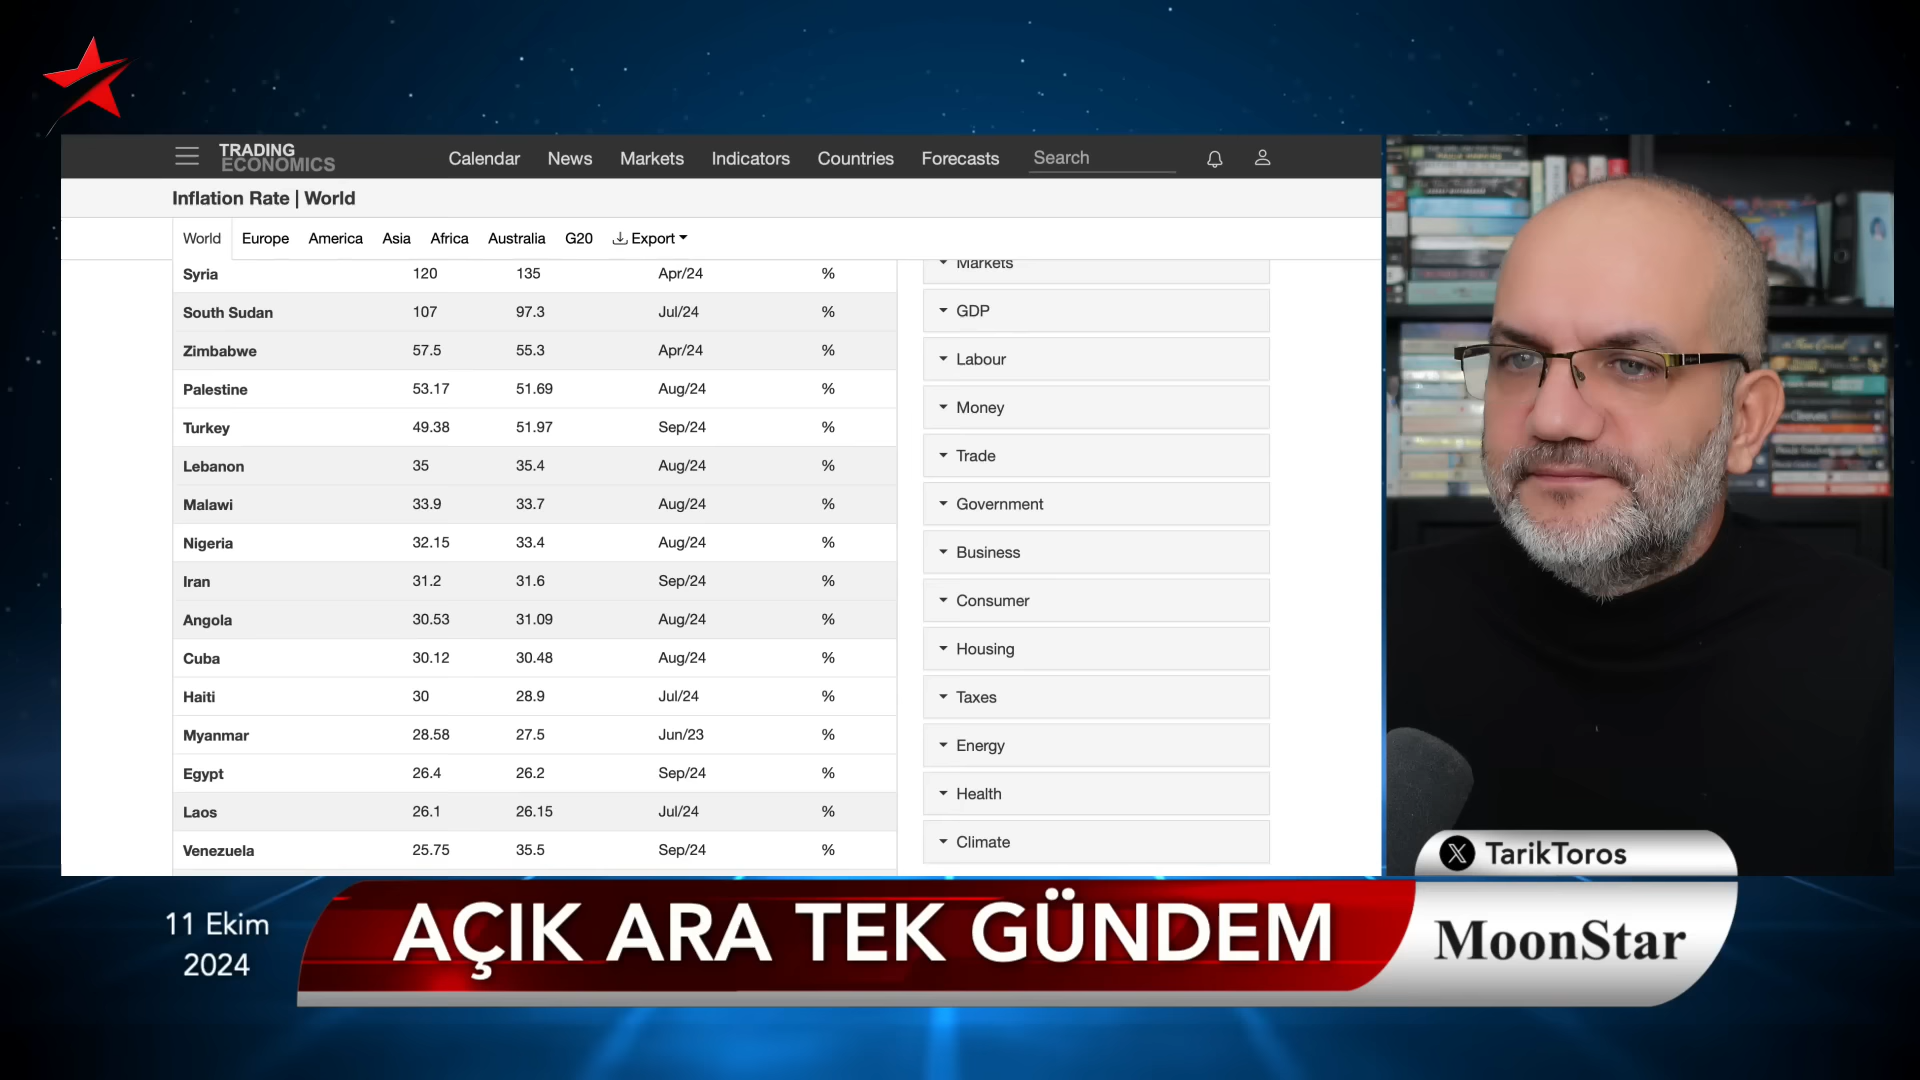 TRADING
ECONOMICS
Calendar News Markets Indicators Countries Forecasts Search
Inflation Rate | World
World Europe America Asia Africa Australia G20 Export
Syria 120 135 Apr/24 %
South Sudan 107 97.3 Jul/24 %
Zimbabwe 57.5 55.3 Apr/24 %
Palestine 53.17 51.69 Aug/24 %
Turkey 49.38 51.97 Sep/24 %
Lebanon 35 35.4 Aug/24 %
Malawi 33.9 33.7 Aug/24 %
Nigeria 32.15 33.4 Aug/24 %
Iran 31.2 31.6 Sep/24 %
Angola 30.53 31.09 Aug/24 %
Cuba 30.12 30.48 Aug/24 %
Haiti 30 28.9 Jul/24 %
Myanmar 28.58 27.5 Jun/23 %
Egypt 26.4 26.2 Sep/24 %
Laos 26.1 26.15 Jul/24 %
Venezuela 25.75 35.5 Sep/24 %
Markets
GDP
Labour
Money
Trade
Government
Business
Consumer
Housing
Taxes
Energy
Health
Climate
X TarikToros
11 Ekim
2024
AÇIK ARA TEK GÜNDEM
MoonStar